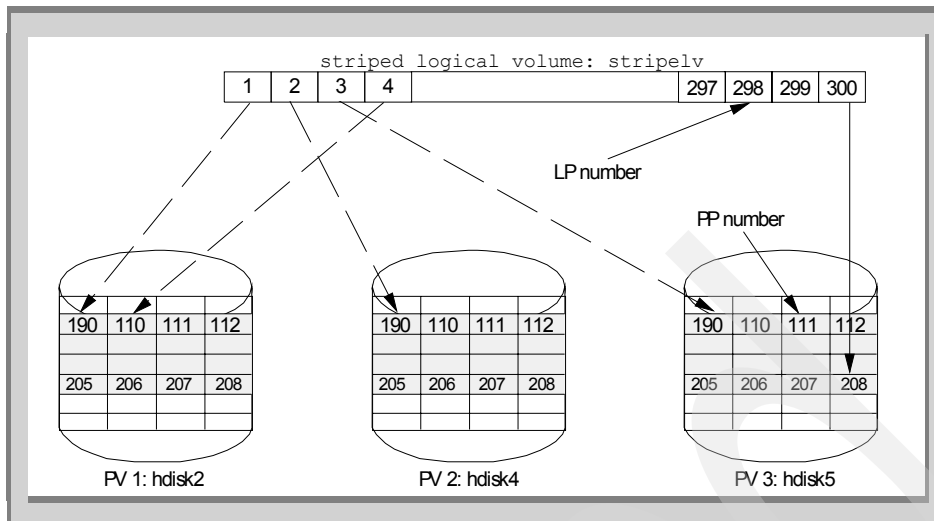 striped logical volume: stripelv
1 2 3 4 297 298 299 300
LP number
PP number
190 110 111 112
205 206 207 208
190 110 111 112
205 206 207 208
190 110 111 112
205 206 207 208
PV 1: hdisk2
PV 2: hdisk4
PV 3: hdisk5